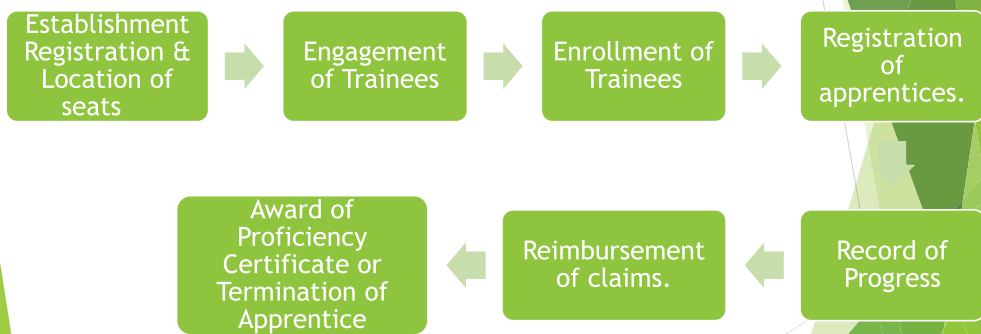 Establishment
Registration &
Location of
seats
Engagement
of Trainees
Enrollment of
Trainees
Registration
of
apprentices.
Record of
Progress
Reimbursement
of claims.
Award of
Proficiency
Certificate or
Termination of
Apprentice